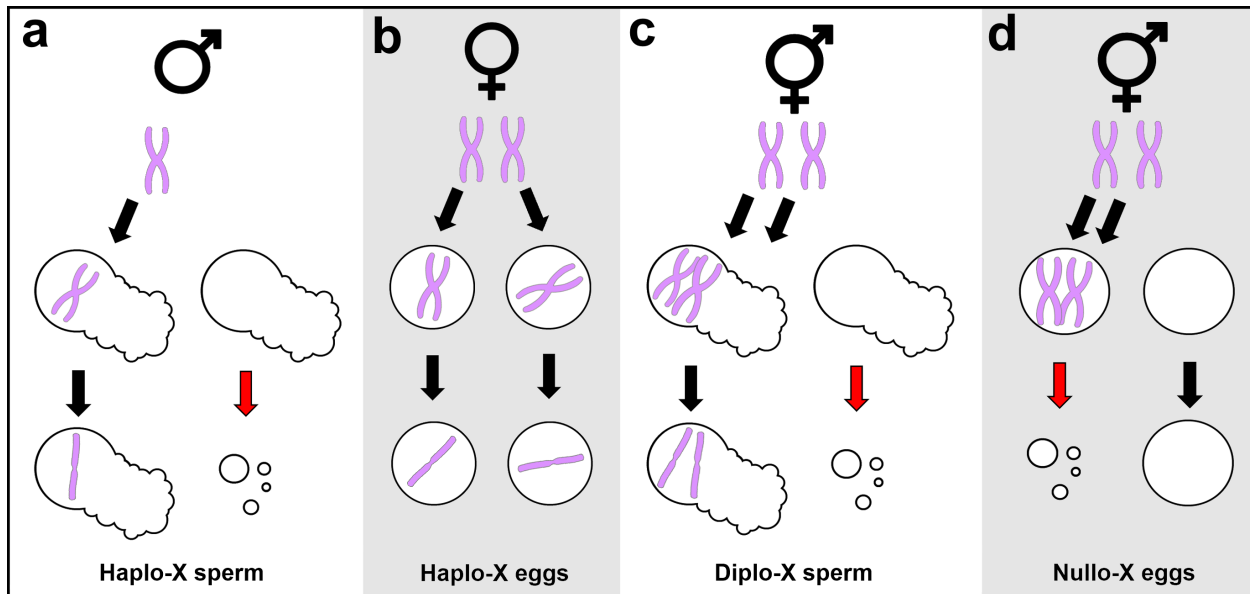 a
b
c
d
Haplo-X sperm
Haplo-X eggs
Diplo-X sperm
Nullo-X eggs